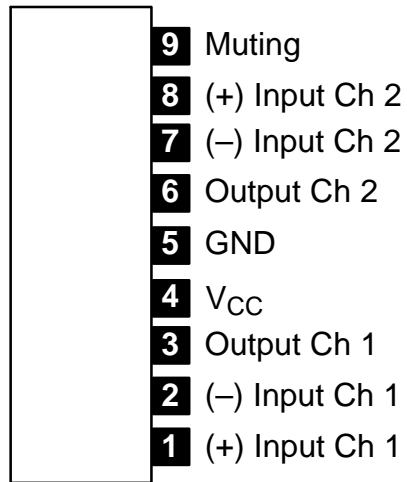 9 Muting
8 (+) Input Ch 2
7 (–) Input Ch 2
6 Output Ch 2
5 GND
4 VCC
3 Output Ch 1
2 (–) Input Ch 1
1 (+) Input Ch 1